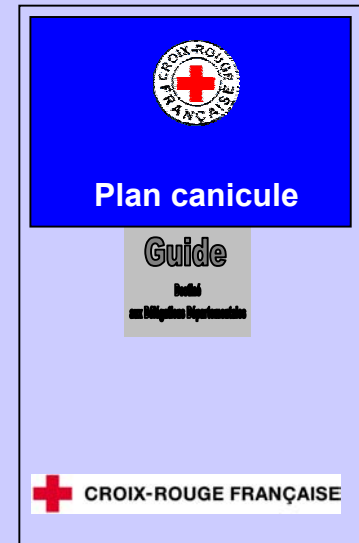 CROIX-ROUGE
FRANÇAISE
Plan canicule
Guide
Destiné
aux Délégations Départementales
CROIX-ROUGE FRANÇAISE